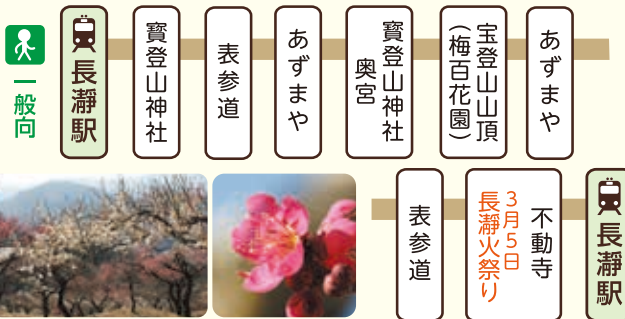 一般向
長瀞駅
寳登山神社
表参道
あずまや
寳登山神社
奥宮
宝登山山頂
（梅百花園）
あずまや
表参道
不動寺
3月5日
長瀞火祭り
長瀞駅